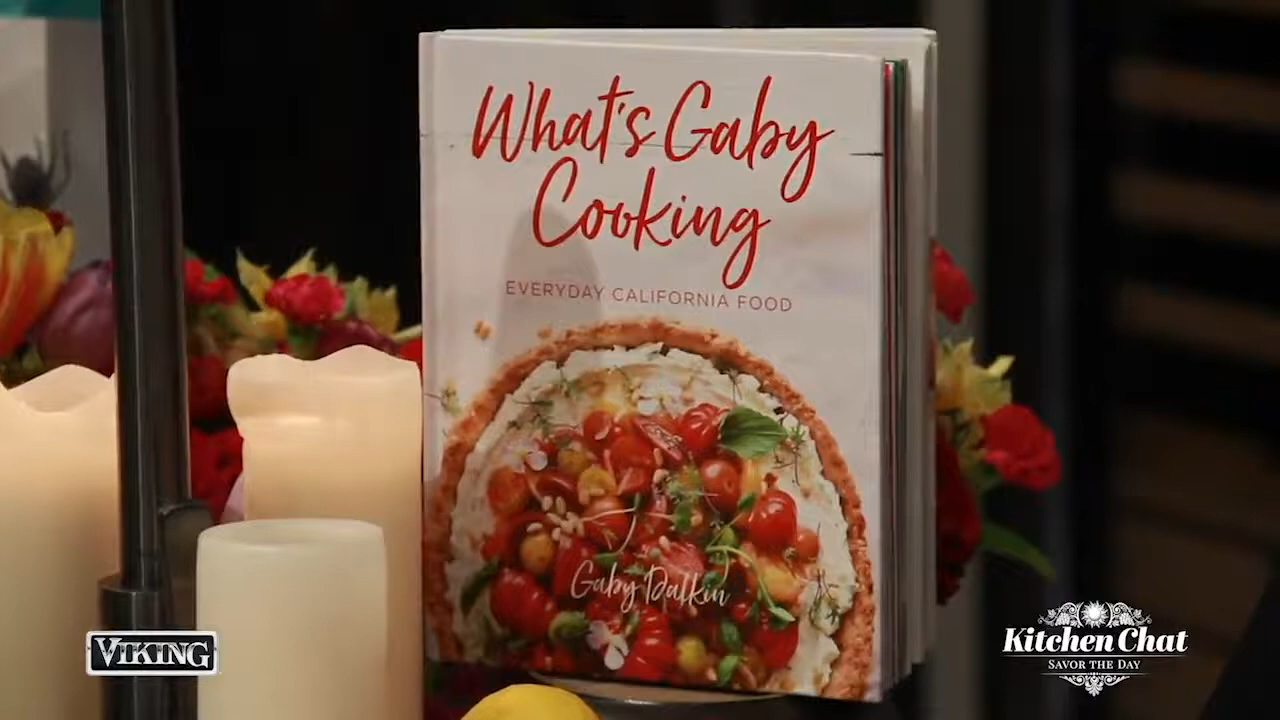 What's Gaby
Cooking
EVERYDAY CALIFORNIA FOOD
Gaby Dalkin
VIKING
Kitchen Chat
SAVOR THE DAY